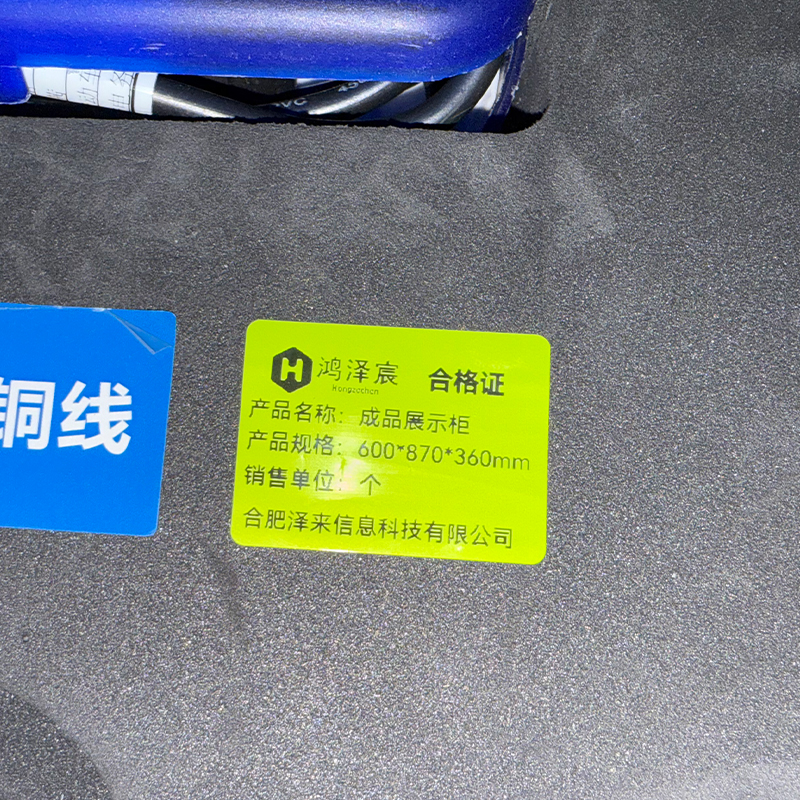 铜线
鸿泽宸
Hongzechen
合格证
产品名称：成品展示柜
产品规格：600*870*360mm
销售单位：个
合肥泽来信息科技有限公司